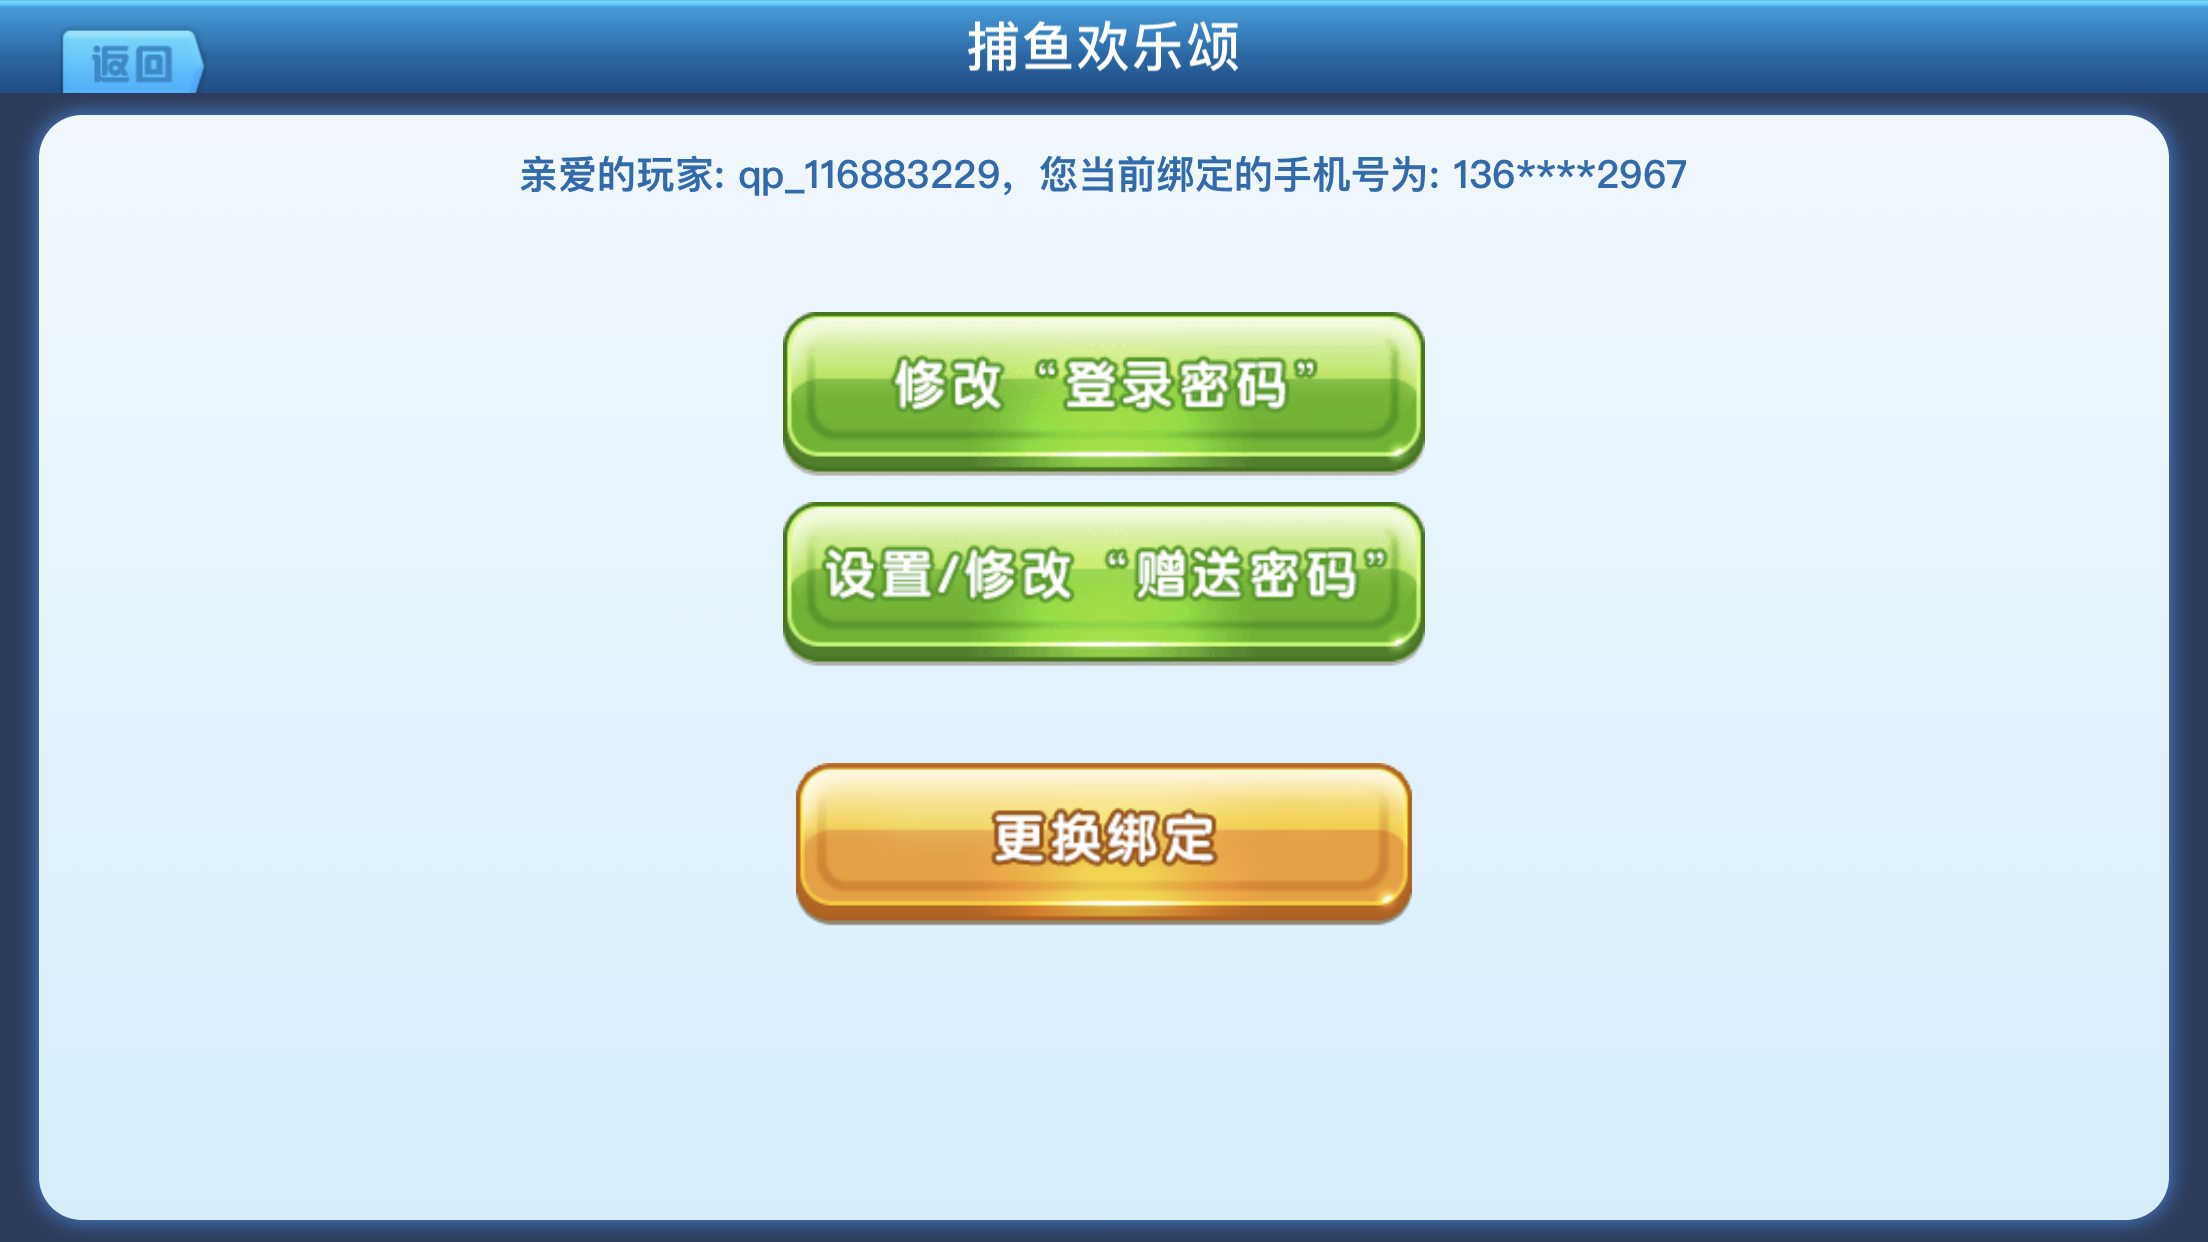 返回
捕鱼欢乐颂
亲爱的玩家: qp_116883229，您当前绑定的手机号为: 136****2967
修改 “登录密码”
设置/修改 “赠送密码”
更换绑定